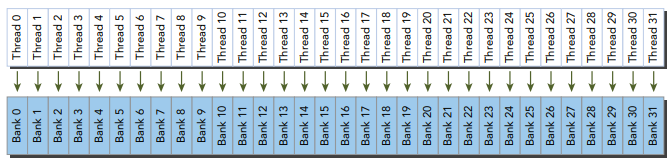 Thread 0 Thread 1 Thread 2 Thread 3 Thread 4 Thread 5 Thread 6 Thread 7 Thread 8 Thread 9 Thread 10 Thread 11 Thread 12 Thread 13 Thread 14 Thread 15 Thread 16 Thread 17 Thread 18 Thread 19 Thread 20 Thread 21 Thread 22 Thread 23 Thread 24 Thread 25 Thread 26 Thread 27 Thread 28 Thread 29 Thread 30 Thread 31
Bank 0 Bank 1 Bank 2 Bank 3 Bank 4 Bank 5 Bank 6 Bank 7 Bank 8 Bank 9 Bank 10 Bank 11 Bank 12 Bank 13 Bank 14 Bank 15 Bank 16 Bank 17 Bank 18 Bank 19 Bank 20 Bank 21 Bank 22 Bank 23 Bank 24 Bank 25 Bank 26 Bank 27 Bank 28 Bank 29 Bank 30 Bank 31